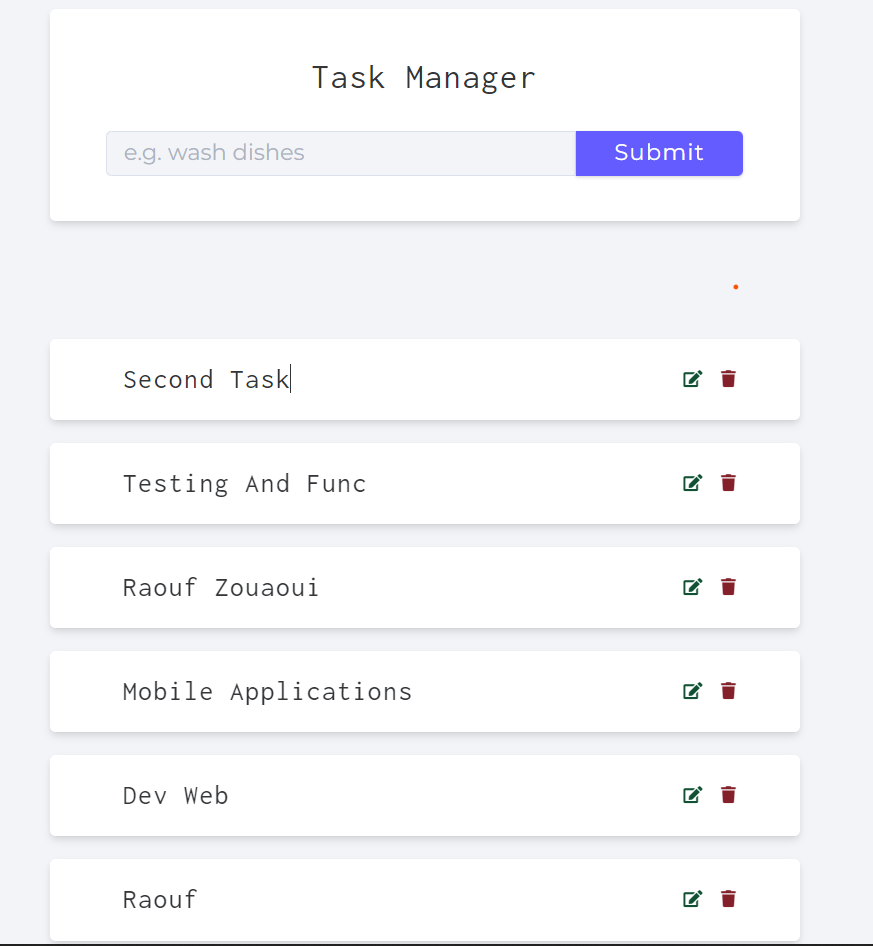 Task Manager
e.g. wash dishes
Submit
Second Task
Testing And Func
Raouf Zouaoui
Mobile Applications
Dev Web
Raouf